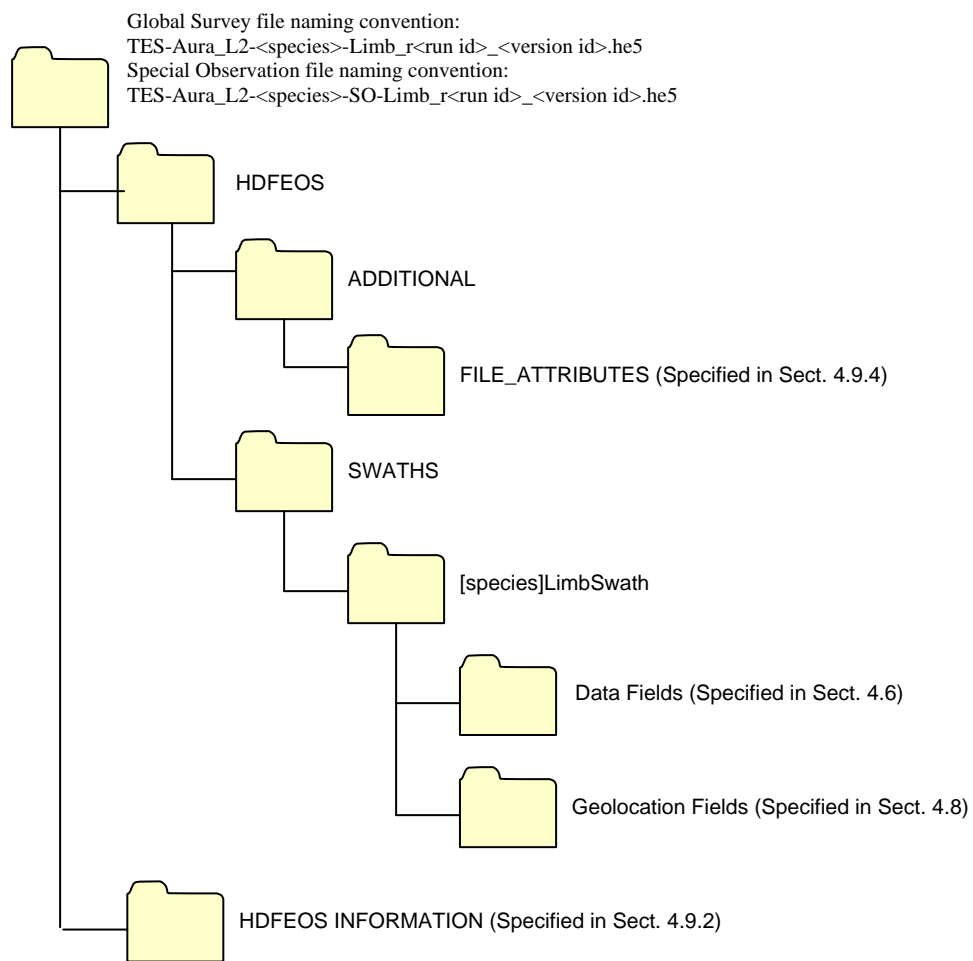 Global Survey file naming convention:
TES-Aura_L2-<species>-Limb_r<run id>_<version id>.he5
Special Observation file naming convention:
TES-Aura_L2-<species>-SO-Limb_r<run id>_<version id>.he5
HDFEOS
ADDITIONAL
FILE_ATTRIBUTES (Specified in Sect. 4.9.4)
SWATHS
[species]LimbSwath
Data Fields (Specified in Sect. 4.6)
Geolocation Fields (Specified in Sect. 4.8)
HDFEOS INFORMATION (Specified in Sect. 4.9.2)